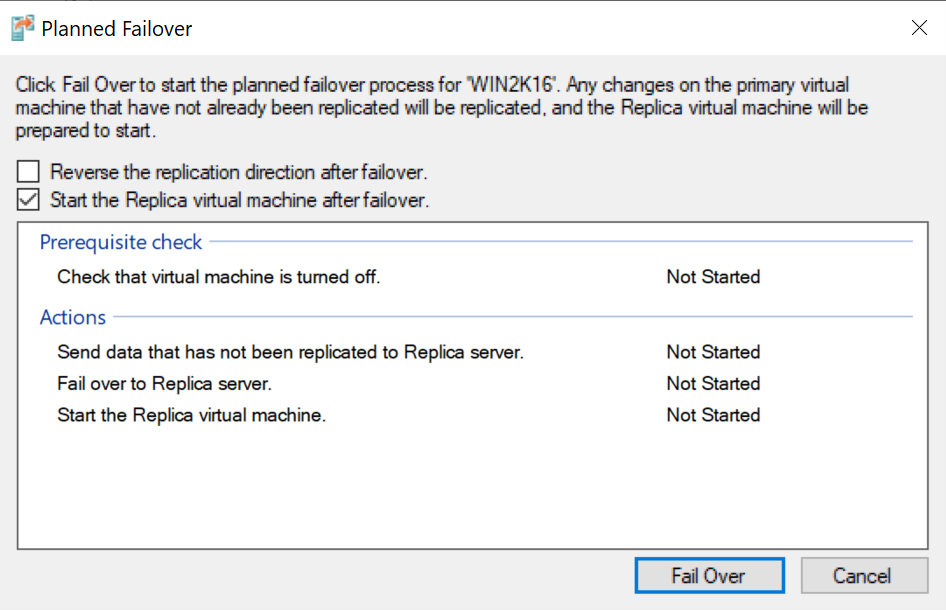 Planned Failover
Click Fail Over to start the planned failover process for "WIN2K16". Any changes on the primary virtual
machine that have not already been replicated will be replicated, and the Replica virtual machine will be
prepared to start.
Reverse the replication direction after failover.
Start the Replica virtual machine after failover.
Prerequisite check
Check that virtual machine is turned off. Not Started
Actions
Send data that has not been replicated to Replica server. Not Started
Fail over to Replica server. Not Started
Start the Replica virtual machine. Not Started
Fail Over Cancel